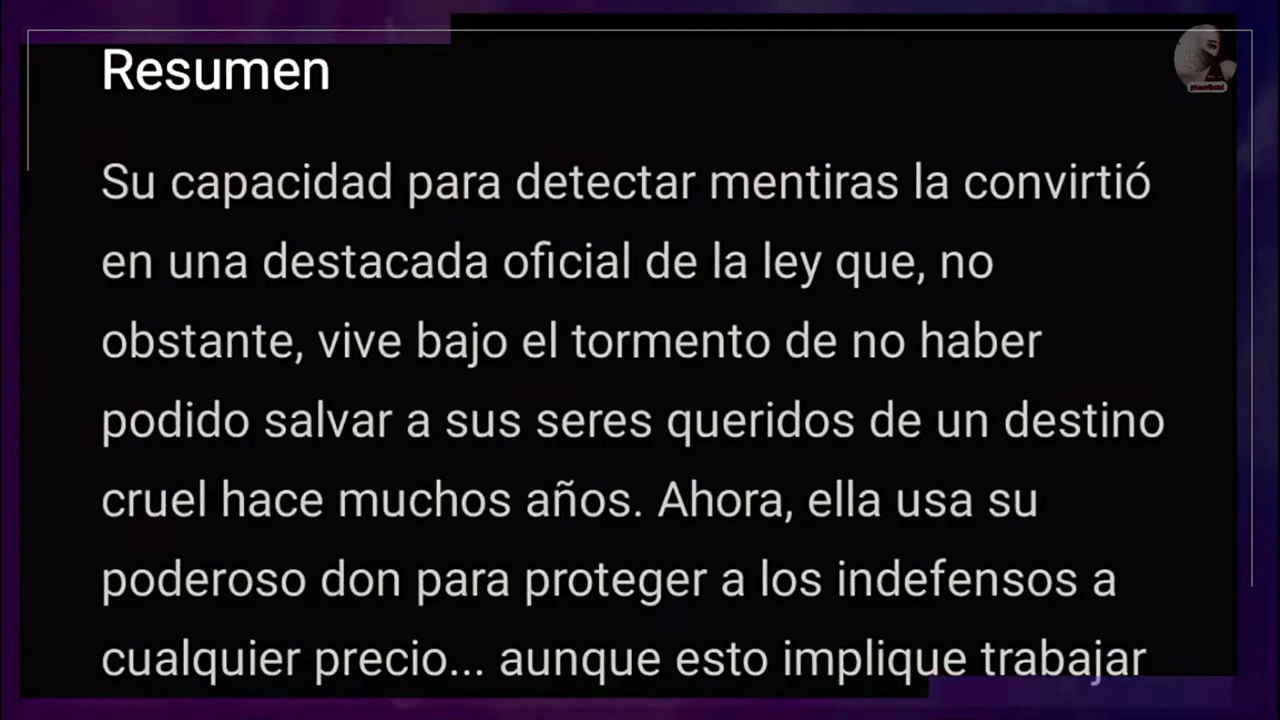 Resumen
Su capacidad para detectar mentiras la convirtió
en una destacada oficial de la ley que, no
obstante, vive bajo el tormento de no haber
podido salvar a sus seres queridos de un destino
cruel hace muchos años. Ahora, ella usa su
poderoso don para proteger a los indefensos a
cualquier precio... aunque esto implique trabajar